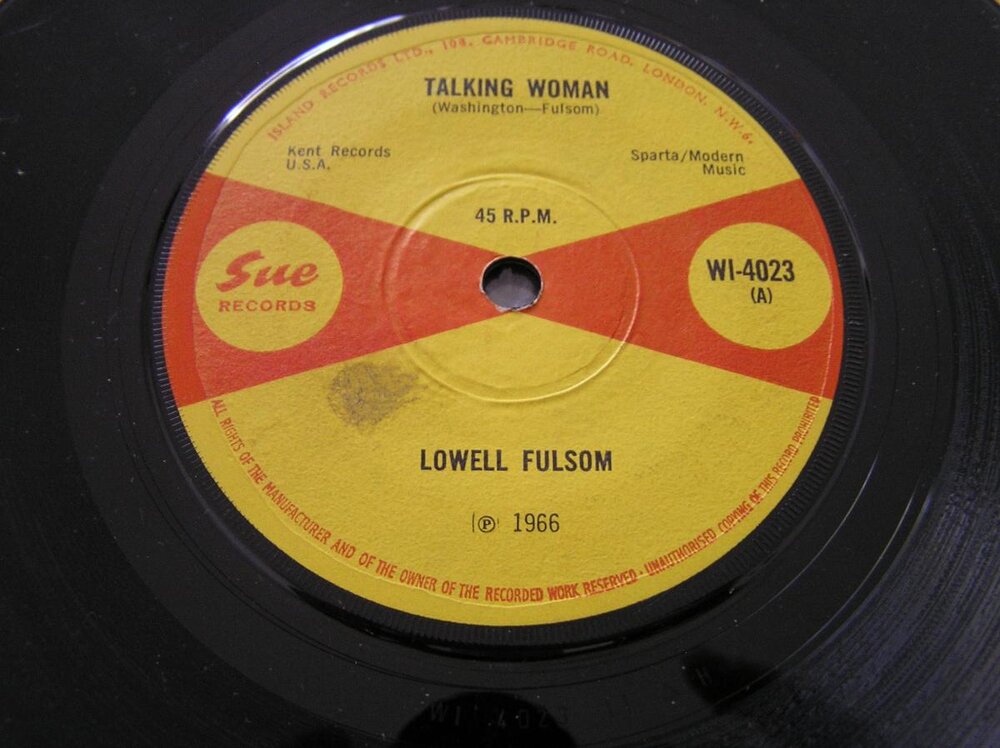 ISLAND RECORDS LTD., 108, CAMBRIDGE ROAD, LONDON, N.W.6.
TALKING WOMAN
(Washington—Fulsom)
Kent Records
U.S.A.
Sparta/Modern
Music
45 R.P.M.
Sue
RECORDS
WI-4023
(A)
LOWELL FULSOM
℗ 1966
ALL RIGHTS OF THE MANUFACTURER AND OF THE OWNER OF THE RECORDED WORK RESERVED · UNAUTHORISED COPYING OF THIS RECORD PROHIBITED